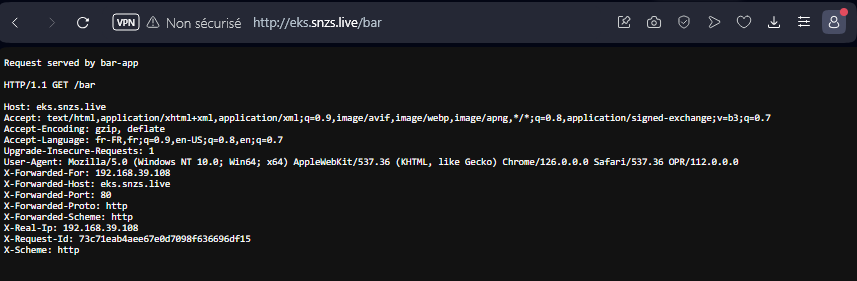 VPN Non sécurisé http://eks.snzs.live/bar
Request served by bar-app
HTTP/1.1 GET /bar
Host: eks.snzs.live
Accept: text/html,application/xhtml+xml,application/xml;q=0.9,image/avif,image/webp,image/apng,*/*;q=0.8,application/signed-exchange;v=b3;q=0.7
Accept-Encoding: gzip, deflate
Accept-Language: fr-FR,fr;q=0.9,en-US;q=0.8,en;q=0.7
Upgrade-Insecure-Requests: 1
User-Agent: Mozilla/5.0 (Windows NT 10.0; Win64; x64) AppleWebKit/537.36 (KHTML, like Gecko) Chrome/126.0.0.0 Safari/537.36 OPR/112.0.0.0
X-Forwarded-For: 192.168.39.108
X-Forwarded-Host: eks.snzs.live
X-Forwarded-Port: 80
X-Forwarded-Proto: http
X-Forwarded-Scheme: http
X-Real-Ip: 192.168.39.108
X-Request-Id: 73c71eab4aee67e0d7098f636696df15
X-Scheme: http